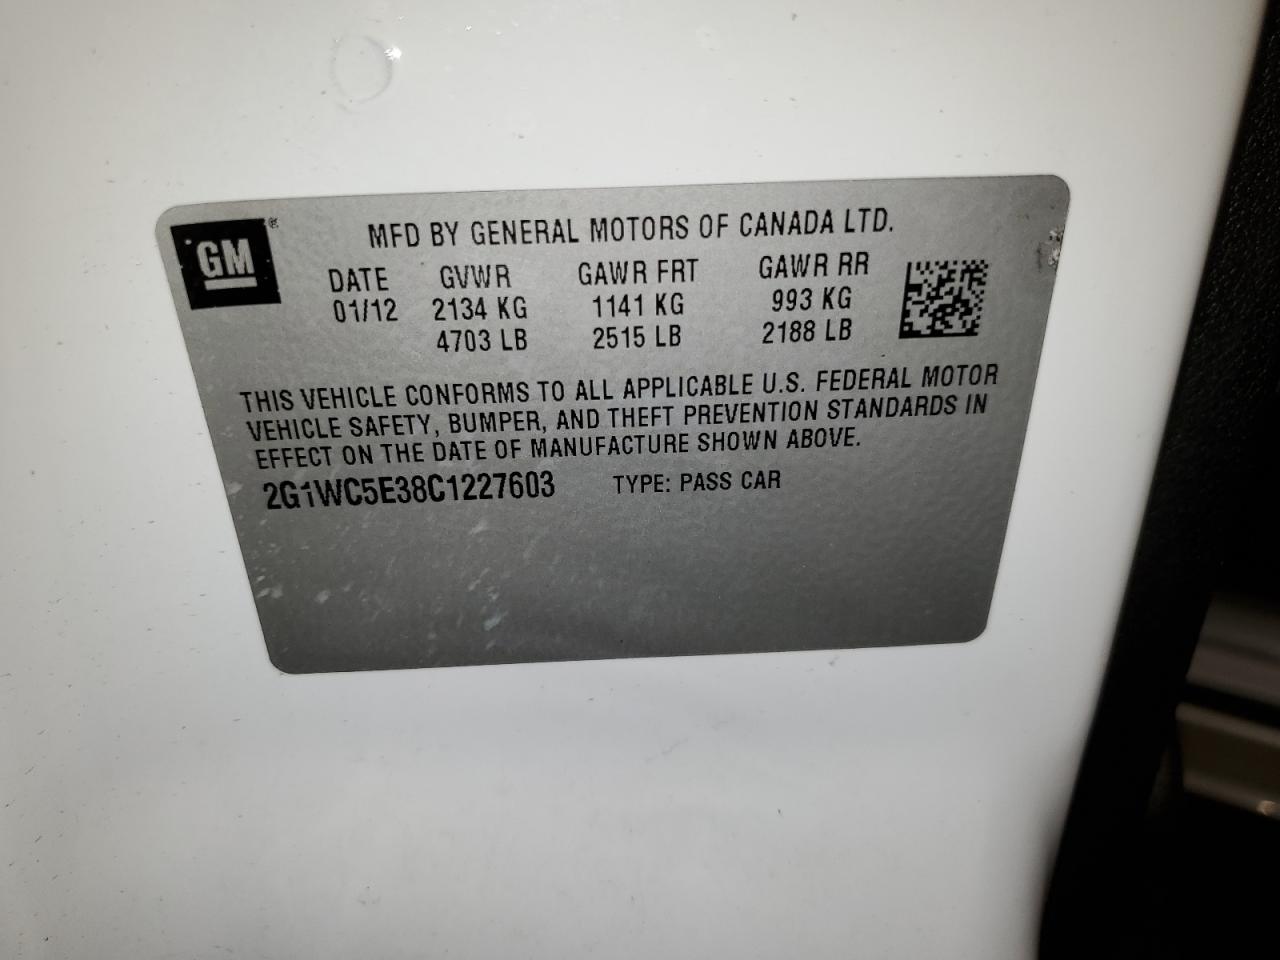 GM®
MFD BY GENERAL MOTORS OF CANADA LTD.
DATE GVWR GAWR FRT GAWR RR
01/12 2134 KG 1141 KG 993 KG
4703 LB 2515 LB 2188 LB
THIS VEHICLE CONFORMS TO ALL APPLICABLE U.S. FEDERAL MOTOR
VEHICLE SAFETY, BUMPER, AND THEFT PREVENTION STANDARDS IN
EFFECT ON THE DATE OF MANUFACTURE SHOWN ABOVE.
2G1WC5E38C1227603 TYPE: PASS CAR